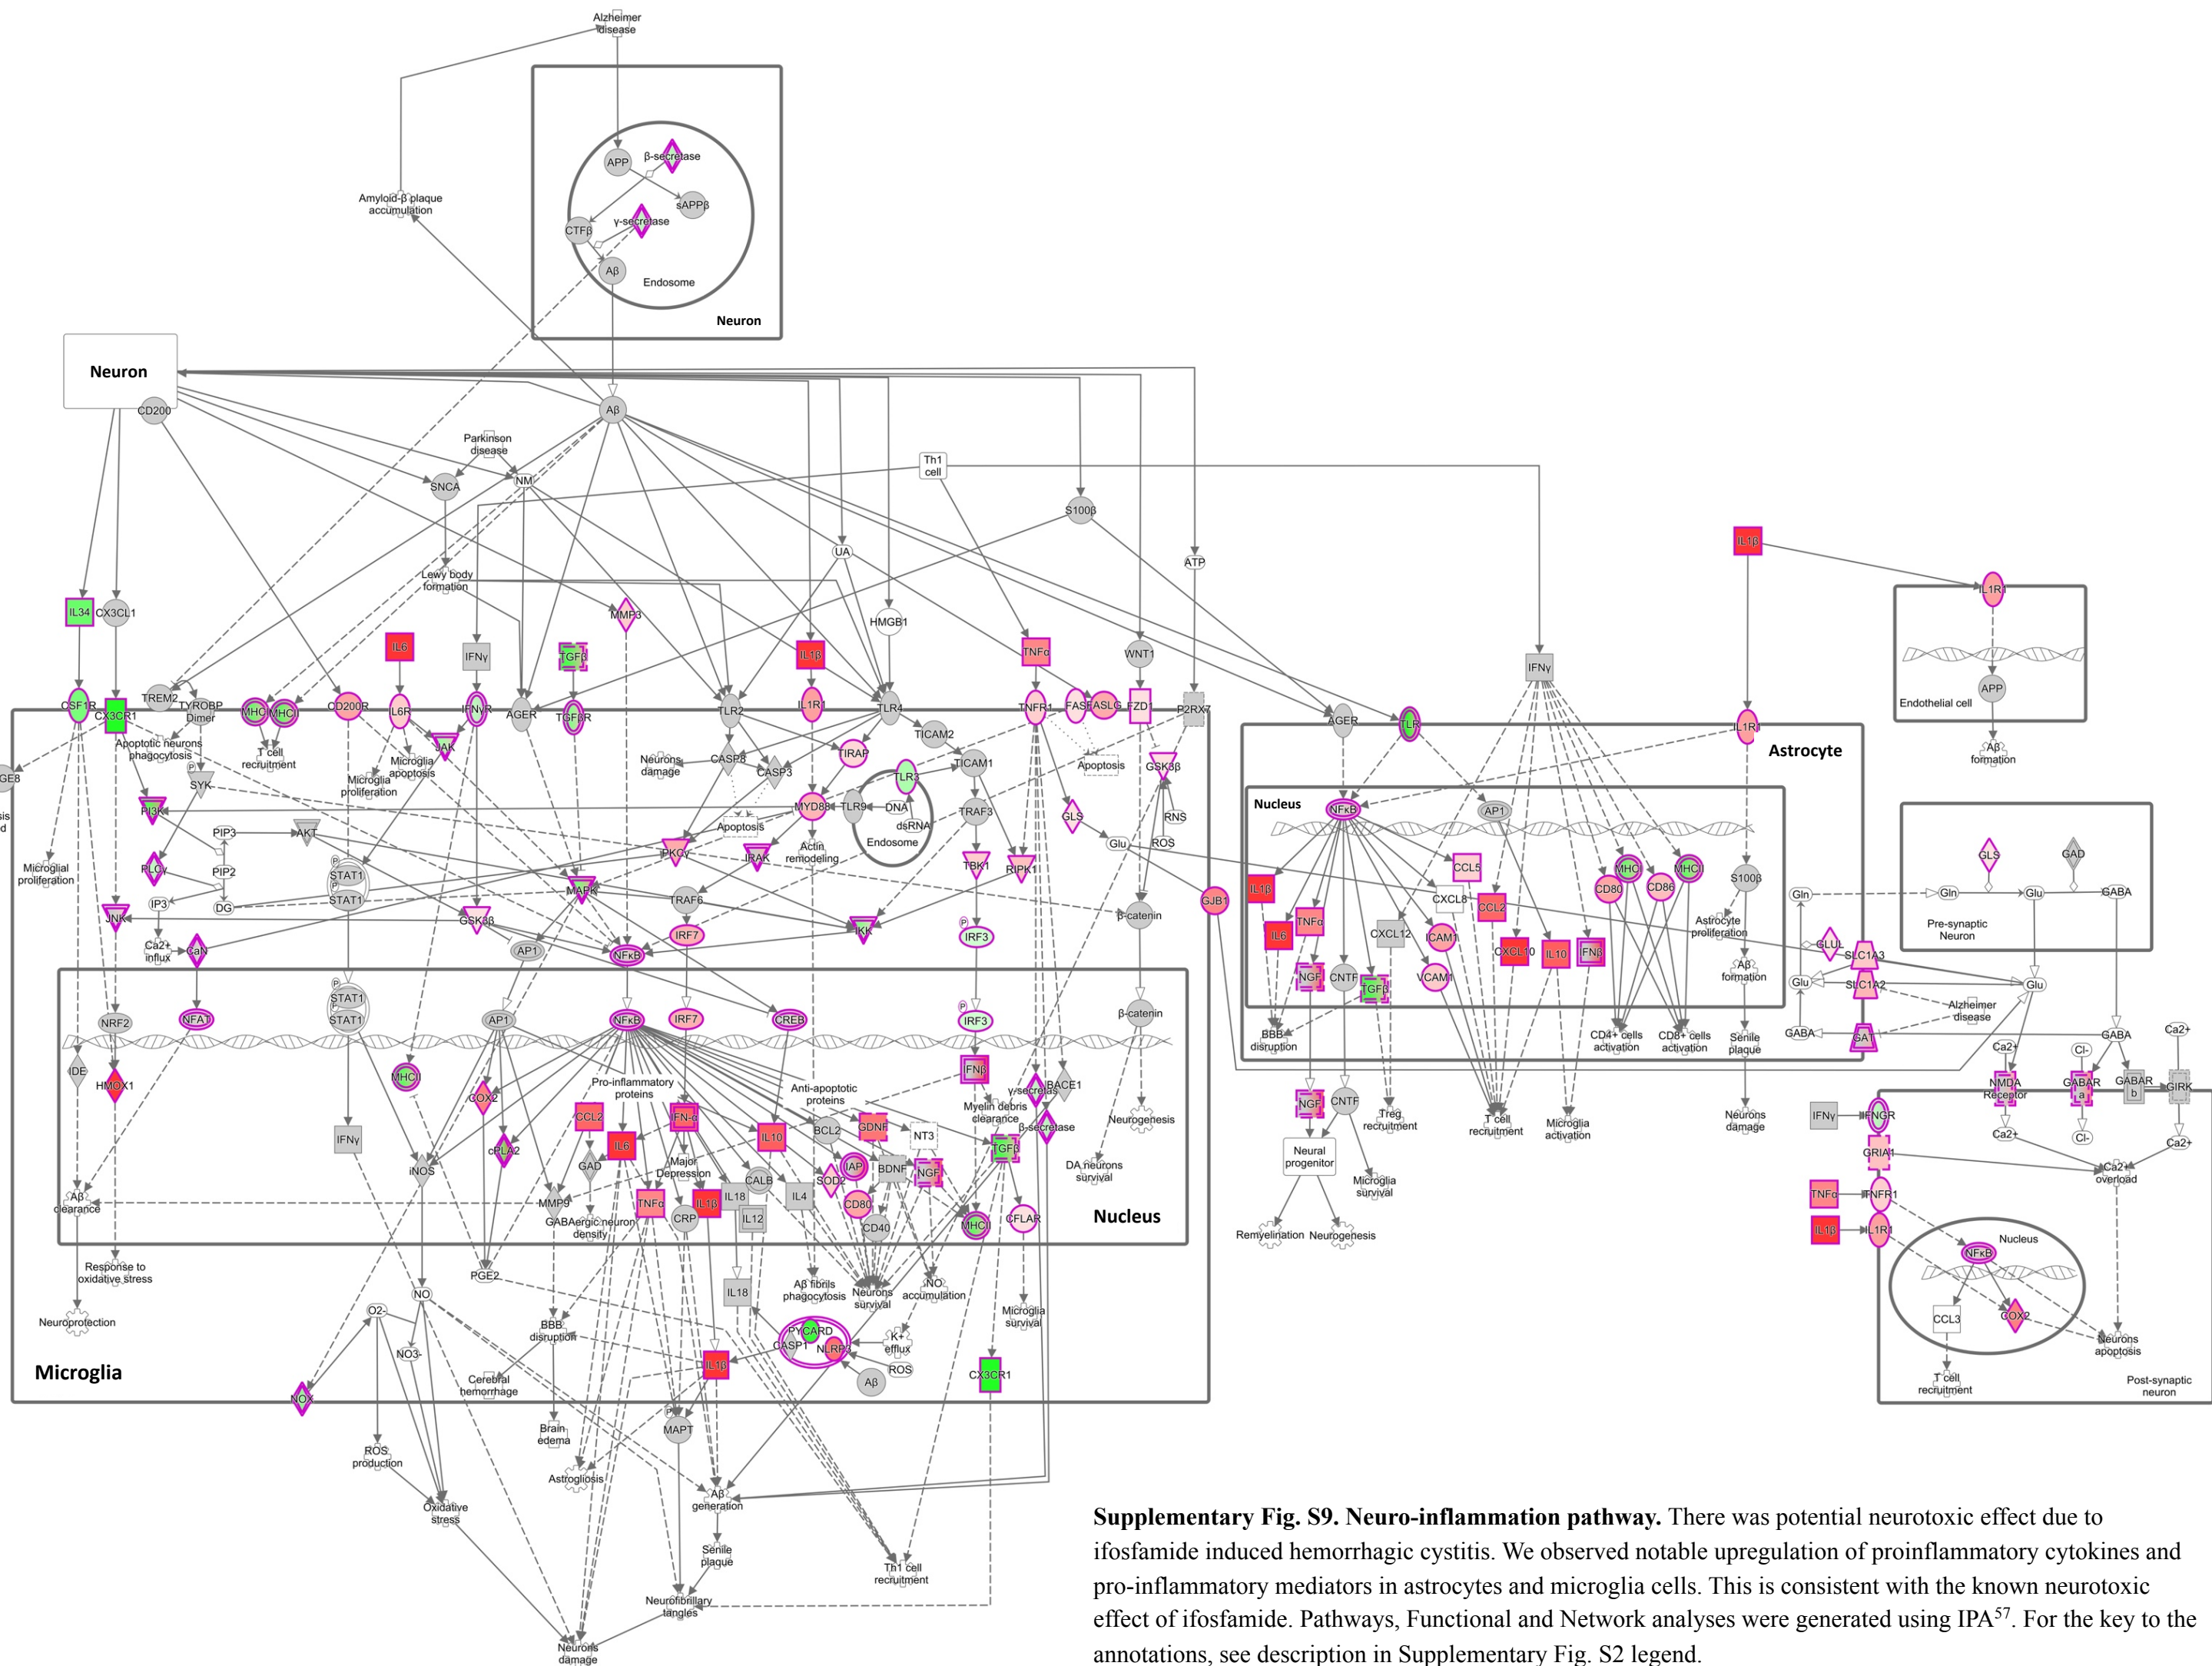 Alzheimer
disease
APP
β-secretase
sAPPβ
γ-secretase
CTFβ
Aβ
Endosome
Neuron
Amyloid-β plaque
accumulation
Neuron
CD200
Aβ
Parkinson
disease
SNCA
NM
Th1
cell
S100β
UA
ATP
Lewy body
formation
IL34
CX3CL1
MMP3
HMGB1
IL6
IFNγ
TGFβ
IL1β
TNFα
WNT1
IFNγ
IL1β
IL1R1
APP
Endothelial cell
Aβ
formation
CSF1R
CX3CR1
TREM2
TYROBP
Dimer
MHCI
MHCII
CD200R
IL6R
IFNγR
AGER
TGFβR
TLR2
IL1R1
TLR4
TNFR1
FAS
FASLG
FZD1
P2RX7
AGER
TLR
IL1R1
Astrocyte
Apoptotic neurons
phagocytosis
T cell
recruitment
JAK
Microglia
apoptosis
Microglia
proliferation
Neurons
damage
CASP8
CASP3
TIRAP
TICAM2
TICAM1
Apoptosis
GSK3β
SYK
PI3K
PIP3
AKT
PIP2
PLCγ
IP3
DG
Microglial
proliferation
JNK
Ca2+
influx
CaN
P
STAT1
P
STAT1
MYD88
TLR9
DNA
TLR3
dsRNA
Endosome
TRAF3
GLS
RNS
ROS
Glu
Apoptosis
PKCγ
IRAK
Actin
remodeling
TBK1
RIPK1
MAPK
TRAF6
GSK3β
IKK
IRF7
P
IRF3
β-catenin
GJB1
AP1
NFκB
Nucleus
NFκB
AP1
IL1β
IL6
TNFα
NGF
CNTF
TGFβ
CXCL12
CXCL8
ICAM1
VCAM1
CCL5
CCL2
CXCL10
IL10
IFNβ
CD80
MHCI
CD86
MHCII
S100β
Astrocyte
proliferation
Aβ
formation
Senile
plaque
Neurons
damage
BBB
disruption
CD4+ cells
activation
CD8+ cells
activation
NGF
CNTF
Treg
recruitment
T cell
recruitment
Microglia
activation
Neural
progenitor
Microglia
survival
Remyelination
Neurogenesis
GLS
GAD
Gln
Gln
Glu
GABA
Pre-synaptic
Neuron
GLUL
SLC1A3
SLC1A2
Glu
Glu
Alzheimer
disease
GABA
GAT
GABA
Ca2+
Cl-
Ca2+
NMDA
Receptor
GABAR
a
GABAR
b
GIRK
IFNγ
IFNGR
Ca2+
Cl-
Ca2+
GRIA1
Ca2+
overload
TNFα
TNFR1
IL1β
IL1R1
Nucleus
NFκB
CCL3
COX2
Neurons
apoptosis
T cell
recruitment
Post-synaptic
neuron
NRF2
NFAT
P
STAT1
P
STAT1
AP1
NFκB
IRF7
CREB
P
IRF3
β-catenin
IDE
HMOX1
MHCII
COX2
Pro-inflammatory
proteins
Anti-apoptotic
proteins
IFNβ
γ-secretas
BACE1
Myelin debris
clearance
β-secretase
Neurogenesis
IFNγ
iNOS
cPLA2
CCL2
IL6
IFN-α
IL10
BCL2
GDNF
NT3
TGFβ
GAD
Major
Depression
IAP
BDNF
NGF
DA neurons
survival
Aβ
clearance
MMP9
TNFα
IL1β
IL18
CALB
IL4
SOD2
CD80
CRP
IL12
CD40
MHCII
CFLAR
Nucleus
GABAergic neuron
density
Response to
oxidative stress
PGE2
NO
IL18
Aβ fibrils
phagocytosis
Neurons
survival
NO
accumulation
Microglia
survival
Neuroprotection
O2-
BBB
disruption
PYCARD
CASP1
NLRP3
K+
efflux
ROS
Aβ
NO3-
IL1β
CX3CR1
Microglia
Cerebral
hemorrhage
NOX
Brain
edema
P
MAPT
ROS
production
Astrogliosis
Aβ
generation
Oxidative
stress
Senile
plaque
Th1 cell
recruitment
Neurofibrillary
tangles
Neurons
damage
Supplementary Fig. S9. Neuro-inflammation pathway. There was potential neurotoxic effect due to
ifosfamide induced hemorrhagic cystitis. We observed notable upregulation of proinflammatory cytokines and
pro-inflammatory mediators in astrocytes and microglia cells. This is consistent with the known neurotoxic
effect of ifosfamide. Pathways, Functional and Network analyses were generated using IPA57. For the key to the
annotations, see description in Supplementary Fig. S2 legend.